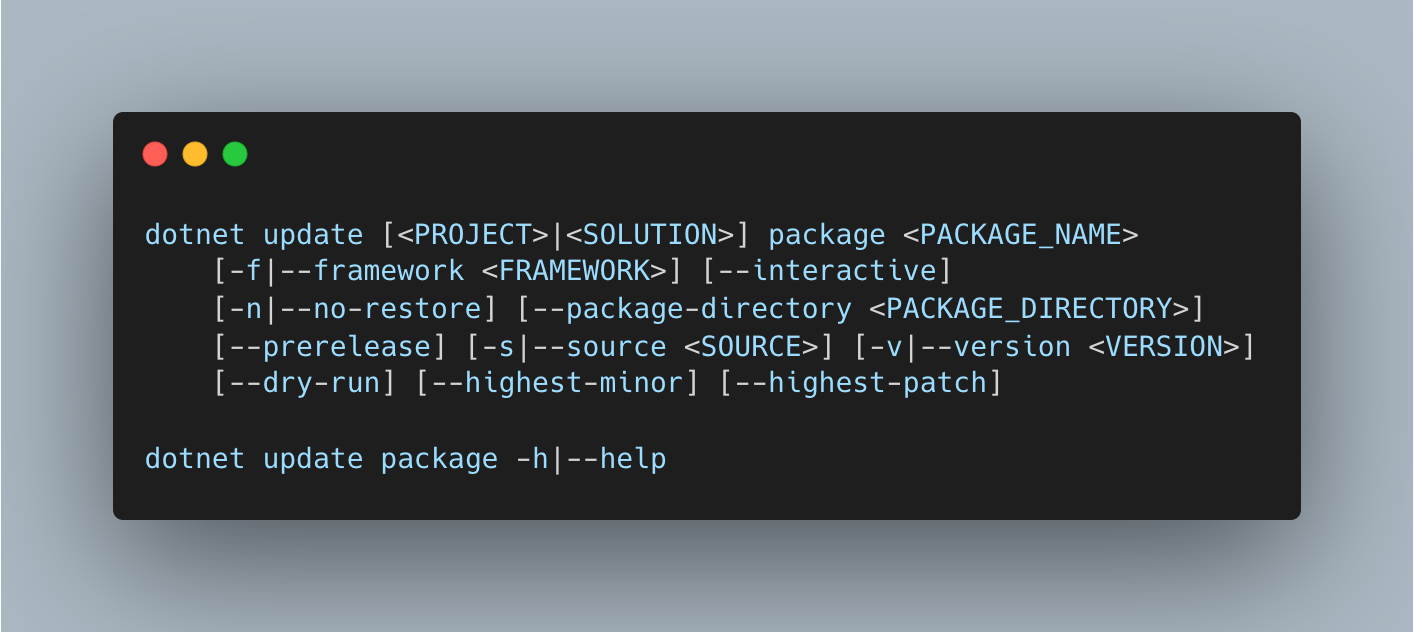 dotnet update [<PROJECT>|<SOLUTION>] package <PACKAGE_NAME>
    [-f|--framework <FRAMEWORK>] [--interactive]
    [-n|--no-restore] [--package-directory <PACKAGE_DIRECTORY>]
    [--prerelease] [-s|--source <SOURCE>] [-v|--version <VERSION>]
    [--dry-run] [--highest-minor] [--highest-patch]

dotnet update package -h|--help